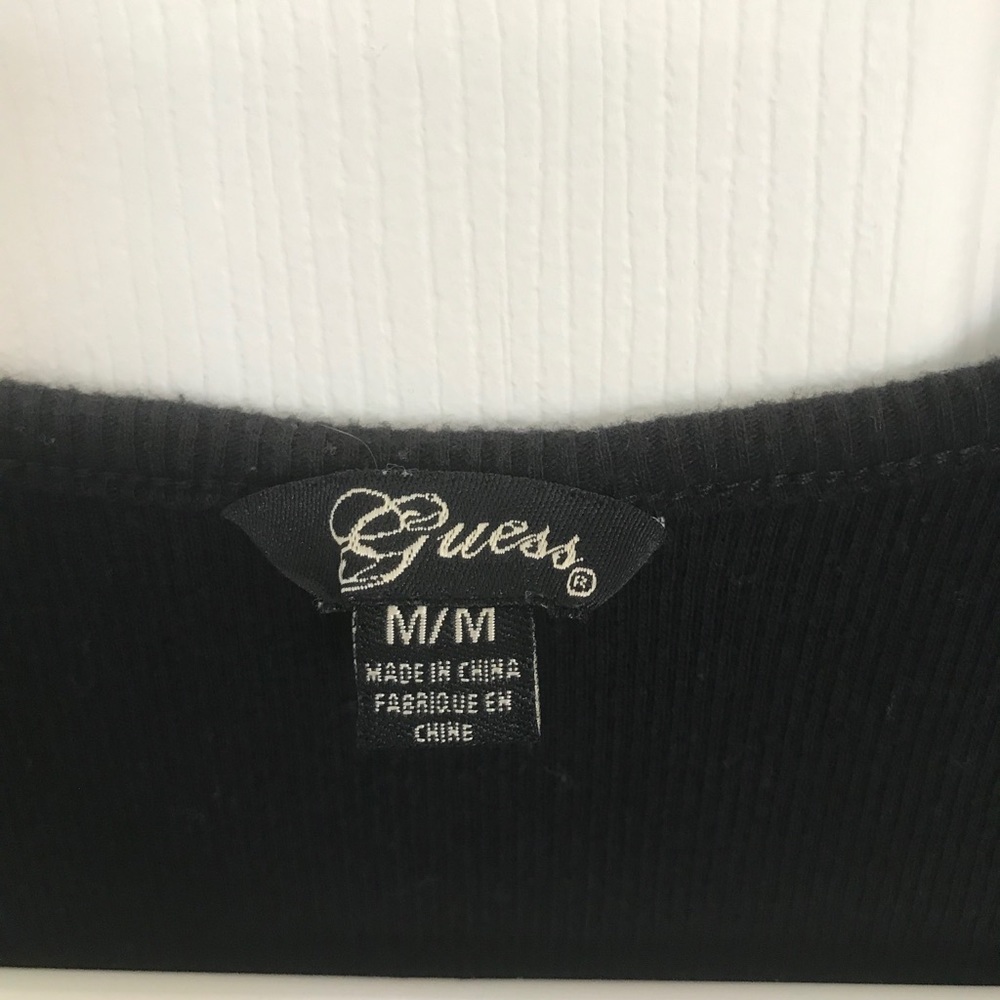 Guess®
M/M
MADE IN CHINA
FABRIQUE EN
CHINE